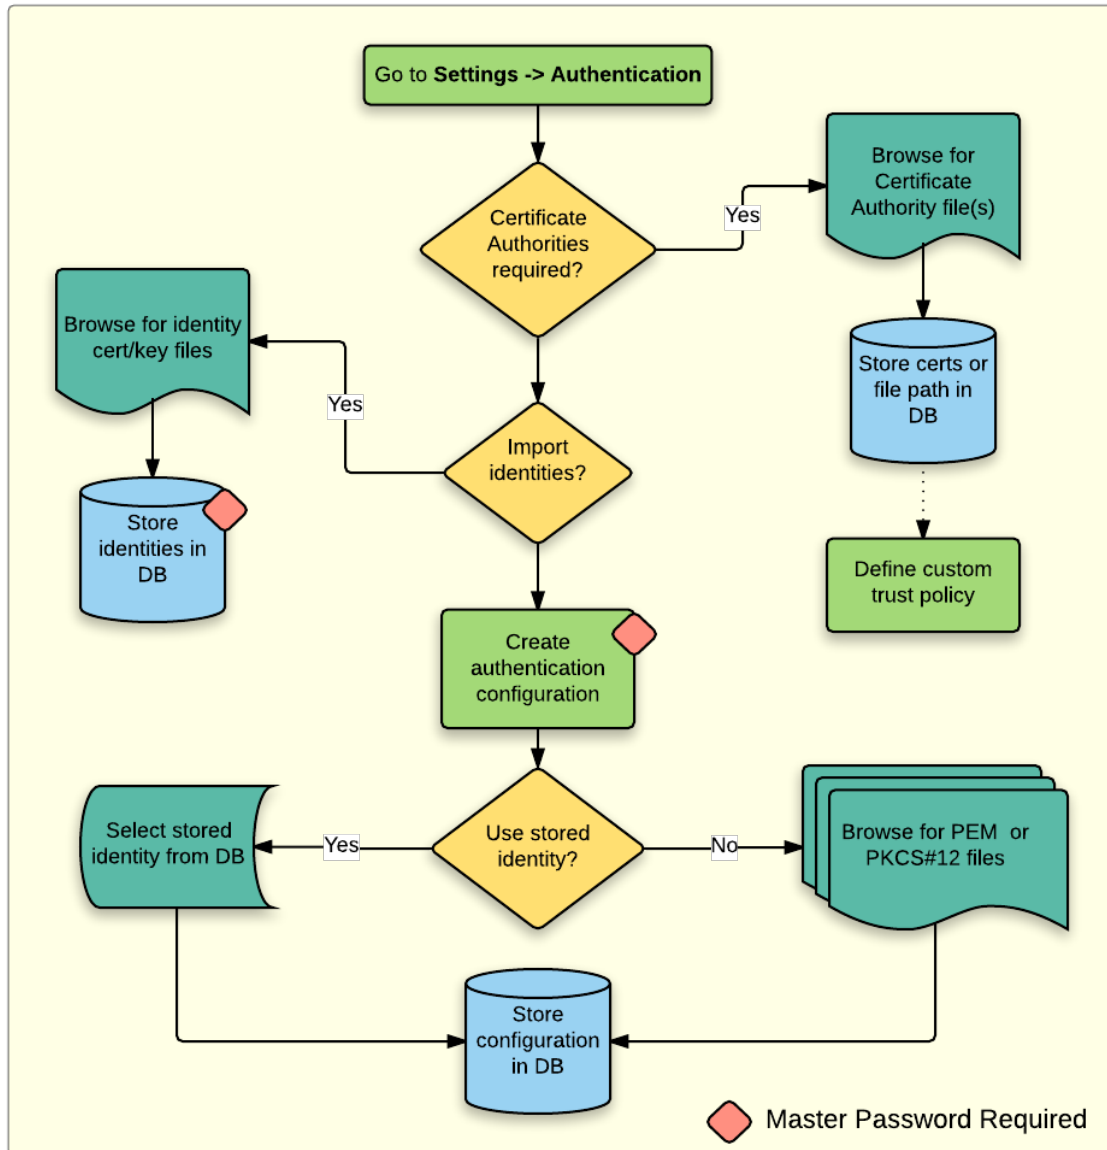 Go to Settings -> Authentication
Certificate
Authorities
required?
Yes
Browse for
Certificate
Authority file(s)
Store certs or
file path in
DB
Define custom
trust policy
Import
identities?
Yes
Browse for identity
cert/key files
Store
identities in
DB
Create
authentication
configuration
Use stored
identity?
Yes
Select stored
identity from DB
No
Browse for PEM or
PKCS#12 files
Store
configuration
in DB
Master Password Required